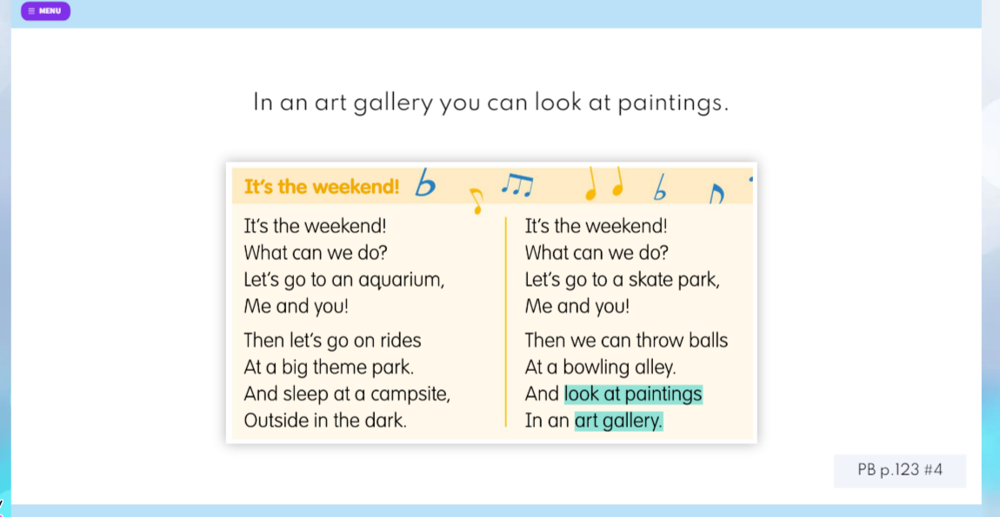 MENU
In an art gallery you can look at paintings.
It's the weekend!
It's the weekend!
What can we do?
Let's go to an aquarium,
Me and you!
Then let's go on rides
At a big theme park.
And sleep at a campsite,
Outside in the dark.
It's the weekend!
What can we do?
Let's go to a skate park,
Me and you!
Then we can throw balls
At a bowling alley.
And look at paintings
In an art gallery.
PB p.123 #4